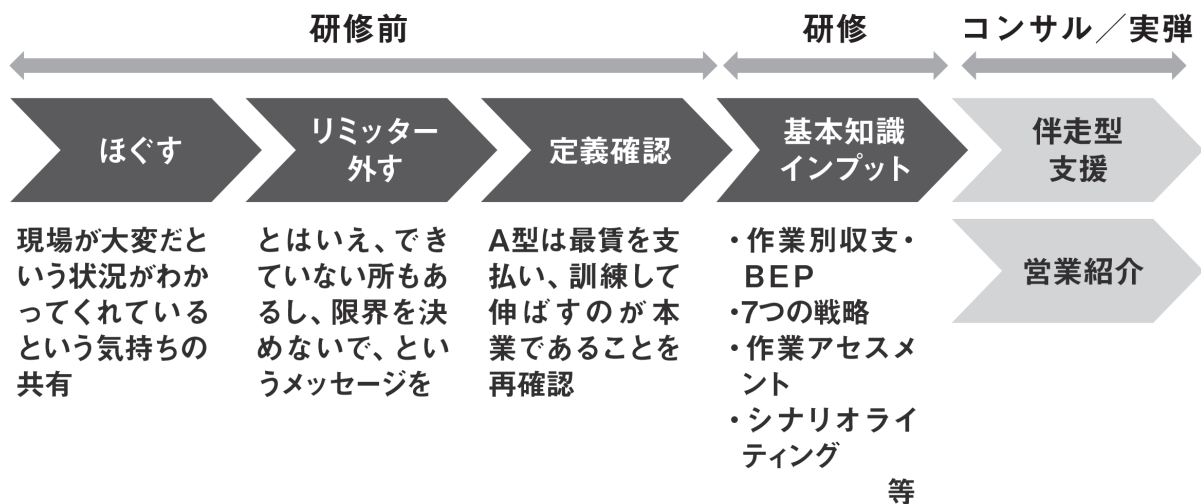 研修前
研修
コンサル／実弾
ほぐす
リミッター
外す
定義確認
基本知識
インプット
伴走型
支援
営業紹介
現場が大変だと
いう状況がわか
ってくれている
という気持ちの
共有
とはいえ、でき
ていない所もあ
るし、限界を決
めないで、とい
うメッセージを
A型は最賃を支
払い、訓練して
伸ばすのが本
業であることを
再確認
・作業別収支・
BEP
・7つの戦略
・作業アセスメ
ント
・シナリオライ
ティング
等